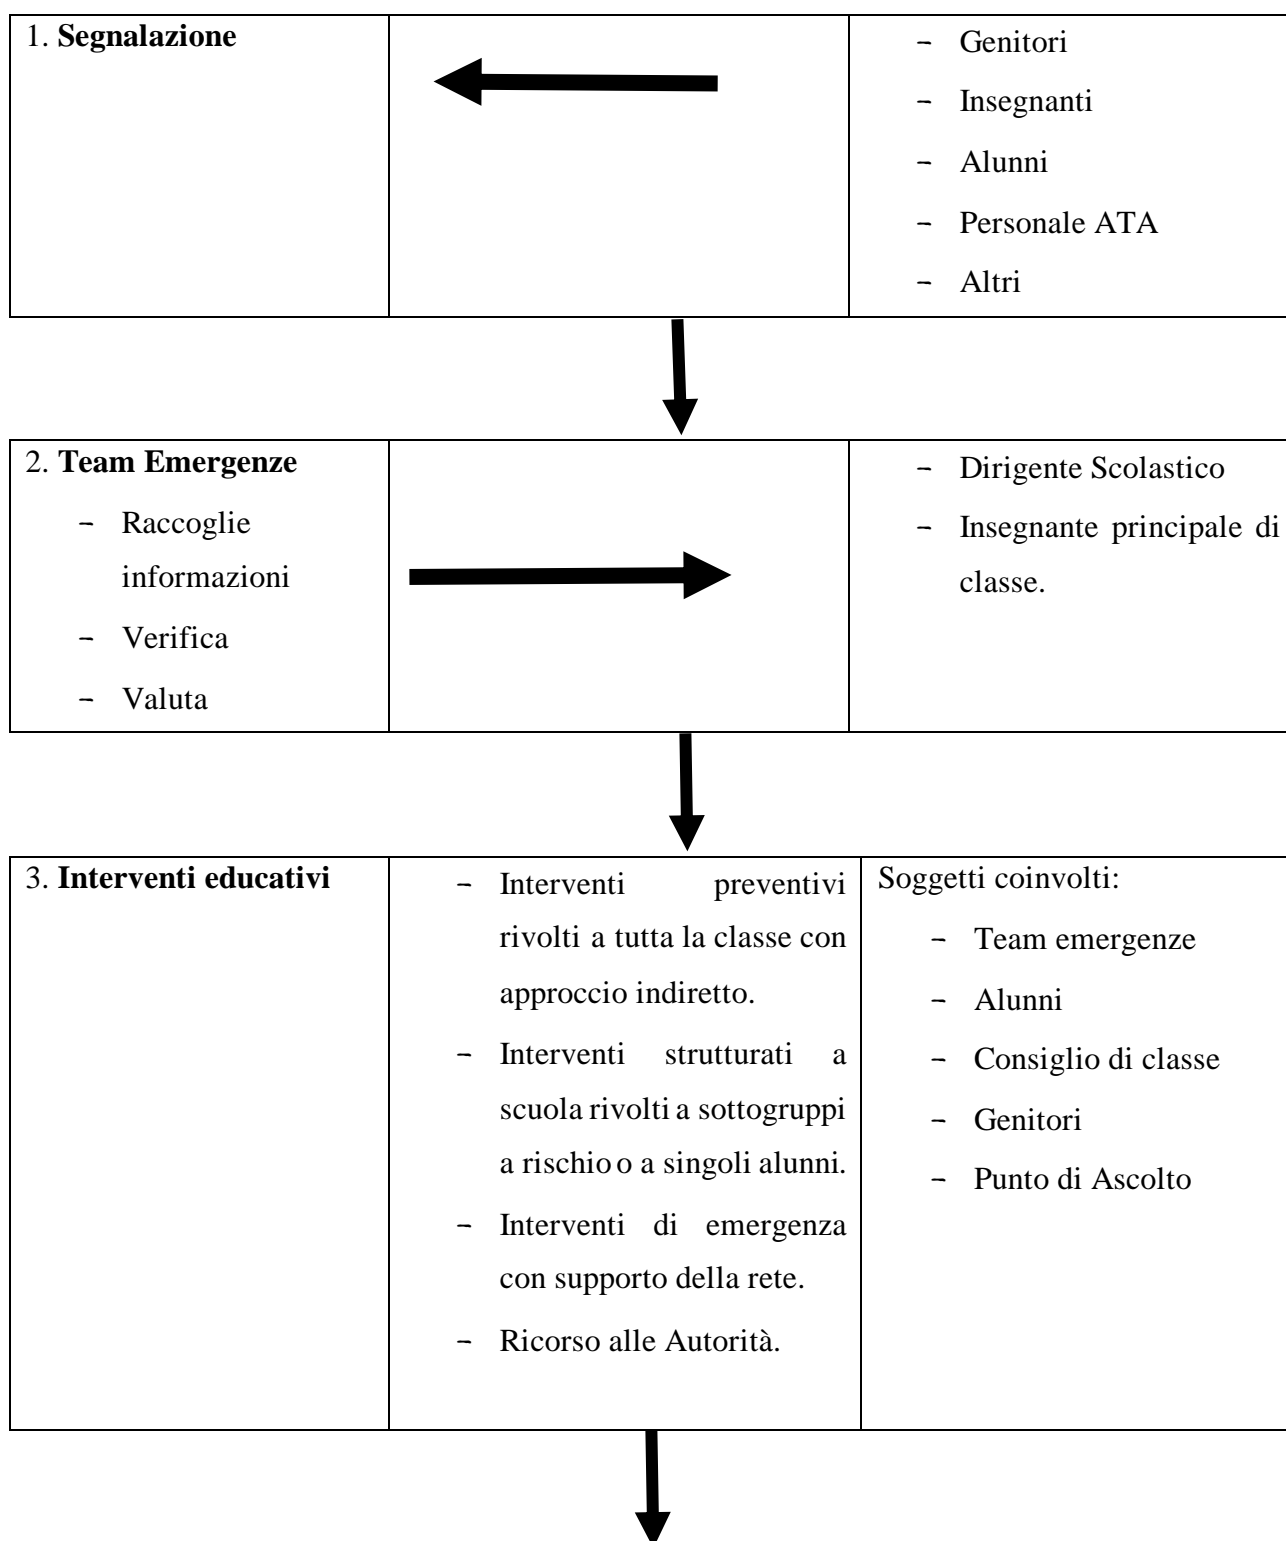 1. Segnalazione
- Genitori
- Insegnanti
- Alunni
- Personale ATA
- Altri
2. Team Emergenze
- Raccoglie
informazioni
- Verifica
- Valuta
- Dirigente Scolastico
- Insegnante principale di
classe.
3. Interventi educativi
- Interventi preventivi
rivolti a tutta la classe con
approccio indiretto.
- Interventi strutturati a
scuola rivolti a sottogruppi
a rischio o a singoli alunni.
- Interventi di emergenza
con supporto della rete.
- Ricorso alle Autorità.
Soggetti coinvolti:
- Team emergenze
- Alunni
- Consiglio di classe
- Genitori
- Punto di Ascolto